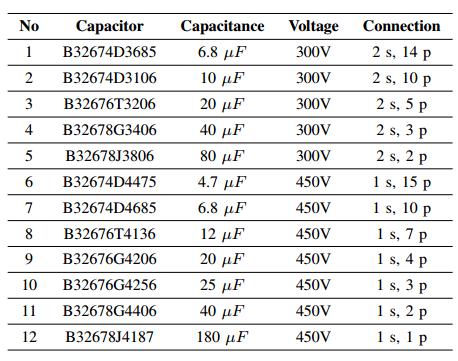 No Capacitor Capacitance Voltage Connection
1 B32674D3685 6.8 μF 300V 2 s, 14 p
2 B32674D3106 10 μF 300V 2 s, 10 p
3 B32676T3206 20 μF 300V 2 s, 5 p
4 B32678G3406 40 μF 300V 2 s, 3 p
5 B32678J3806 80 μF 300V 2 s, 2 p
6 B32674D4475 4.7 μF 450V 1 s, 15 p
7 B32674D4685 6.8 μF 450V 1 s, 10 p
8 B32676T4136 12 μF 450V 1 s, 7 p
9 B32676G4206 20 μF 450V 1 s, 4 p
10 B32676G4256 25 μF 450V 1 s, 3 p
11 B32678G4406 40 μF 450V 1 s, 2 p
12 B32678J4187 180 μF 450V 1 s, 1 p